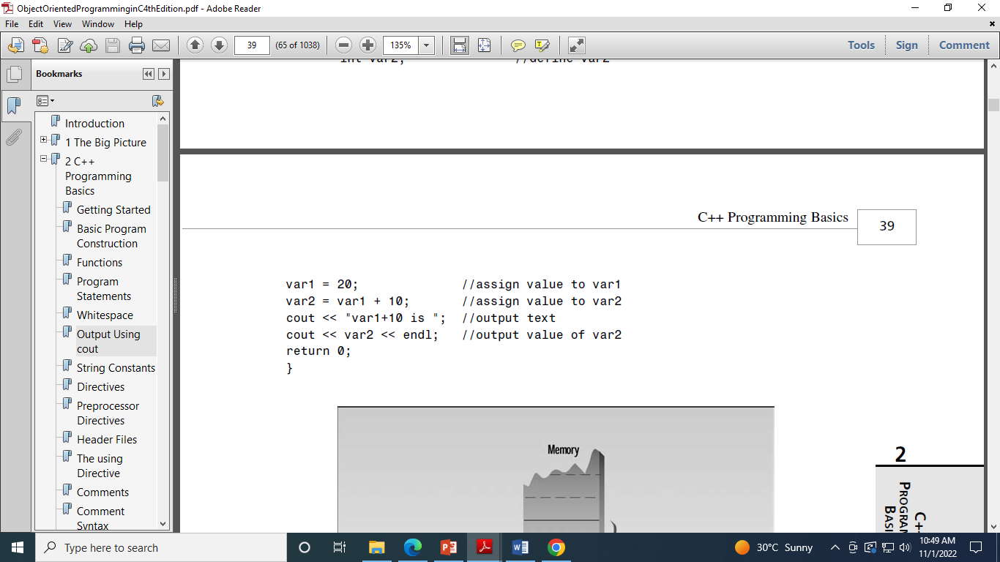 ObjectOrientedProgramminginC4thEdition.pdf - Adobe Reader
File Edit View Window Help
39 (65 of 1038) 135% Tools Sign Comment
Bookmarks
Introduction
1 The Big Picture
2 C++
Programming
Basics
Getting Started
Basic Program
Construction
Functions
Program
Statements
Whitespace
Output Using
cout
String Constants
Directives
Preprocessor
Directives
Header Files
The using
Directive
Comments
Comment
Syntax
int var2; //define var2
C++ Programming Basics 39
var1 = 20; //assign value to var1
var2 = var1 + 10; //assign value to var2
cout << "var1+10 is "; //output text
cout << var2 << endl; //output value of var2
return 0;
}
Memory
2
Type here to search
30°C Sunny
10:49 AM
11/1/2022